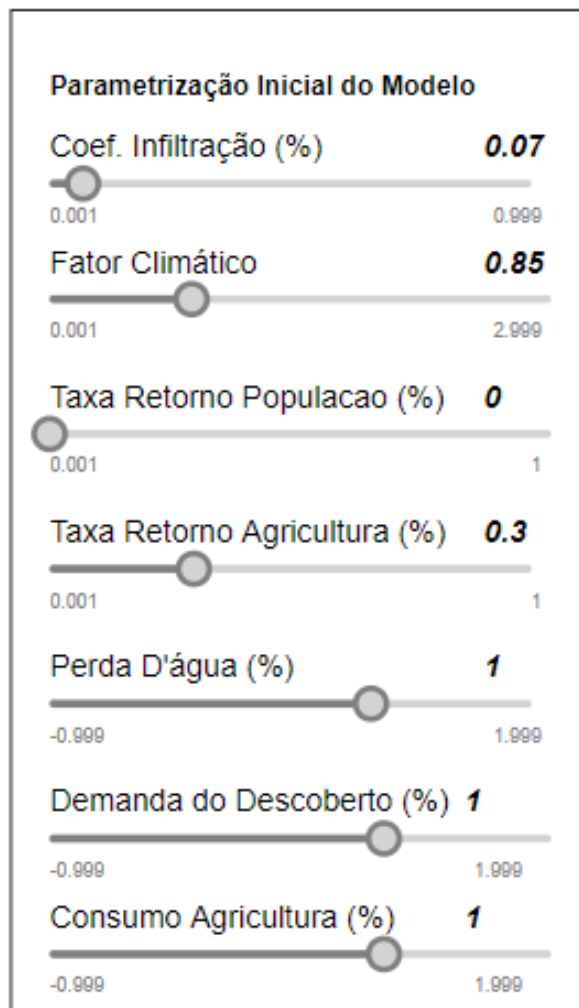 Parametrização Inicial do Modelo
Coef. Infiltração (%) 0.07
0.001 0.999
Fator Climático 0.85
0.001 2.999
Taxa Retorno Populacao (%) 0
0.001 1
Taxa Retorno Agricultura (%) 0.3
0.001 1
Perda D'água (%) 1
-0.999 1.999
Demanda do Descoberto (%) 1
-0.999 1.999
Consumo Agricultura (%) 1
-0.999 1.999